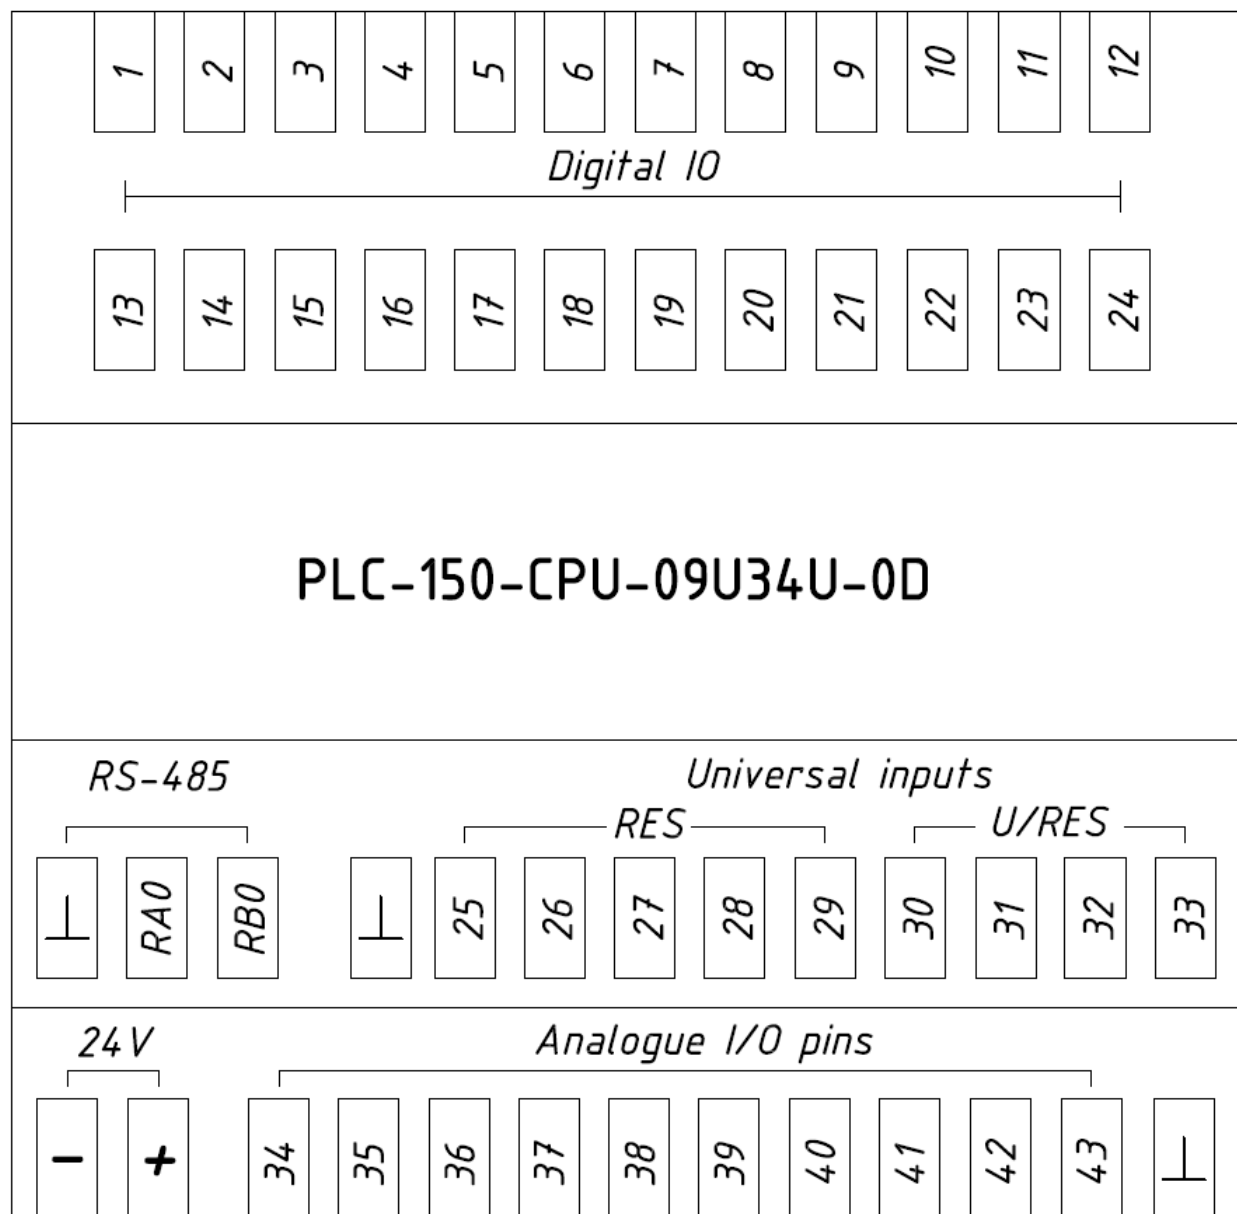 1 2 3 4 5 6 7 8 9 10 11 12
Digital IO
13 14 15 16 17 18 19 20 21 22 23 24
PLC-150-CPU-09U34U-0D
RS-485 Universal inputs
RES U/RES
RA0 RB0 25 26 27 28 29 30 31 32 33
24V Analogue I/O pins
- + 34 35 36 37 38 39 40 41 42 43